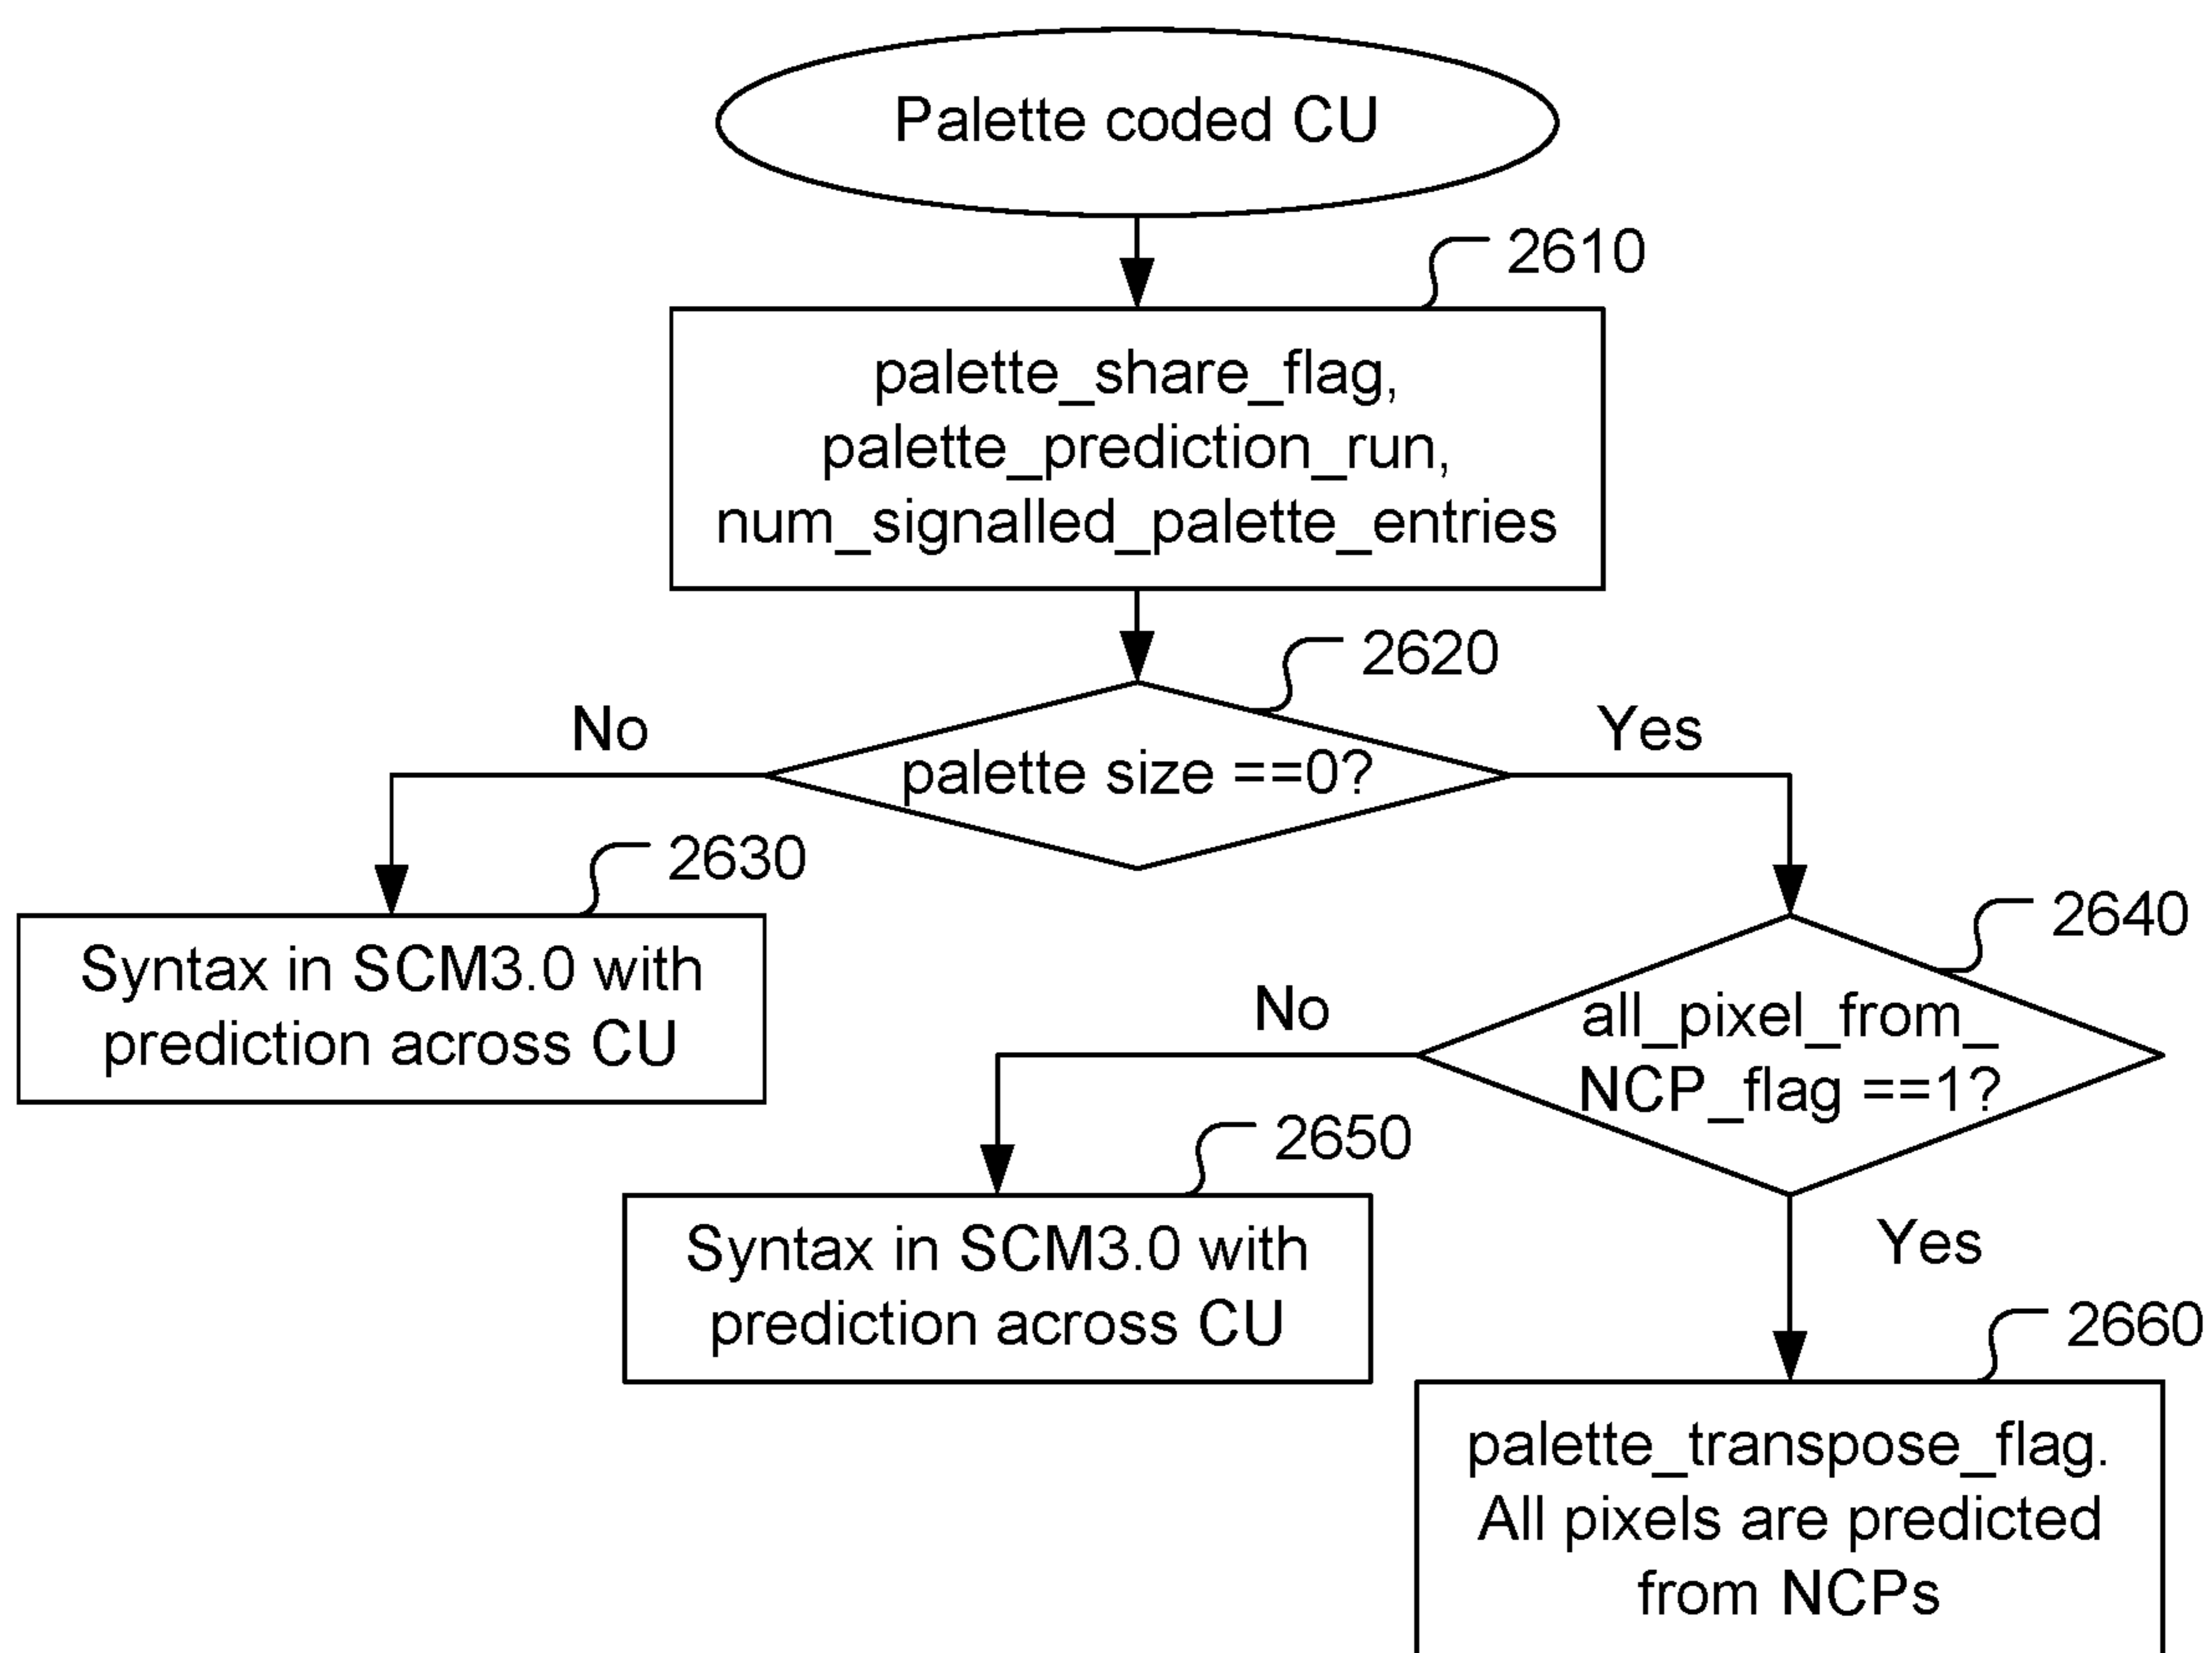 Palette coded CU
2610
palette_share_flag,
palette_prediction_run,
num_signalled_palette_entries
2620
No
Yes
palette size ==0?
2630
2640
Syntax in SCM3.0 with
prediction across CU
No
all_pixel_from_
NCP_flag ==1?
2650
Syntax in SCM3.0 with
prediction across CU
Yes
2660
palette_transpose_flag.
All pixels are predicted
from NCPs